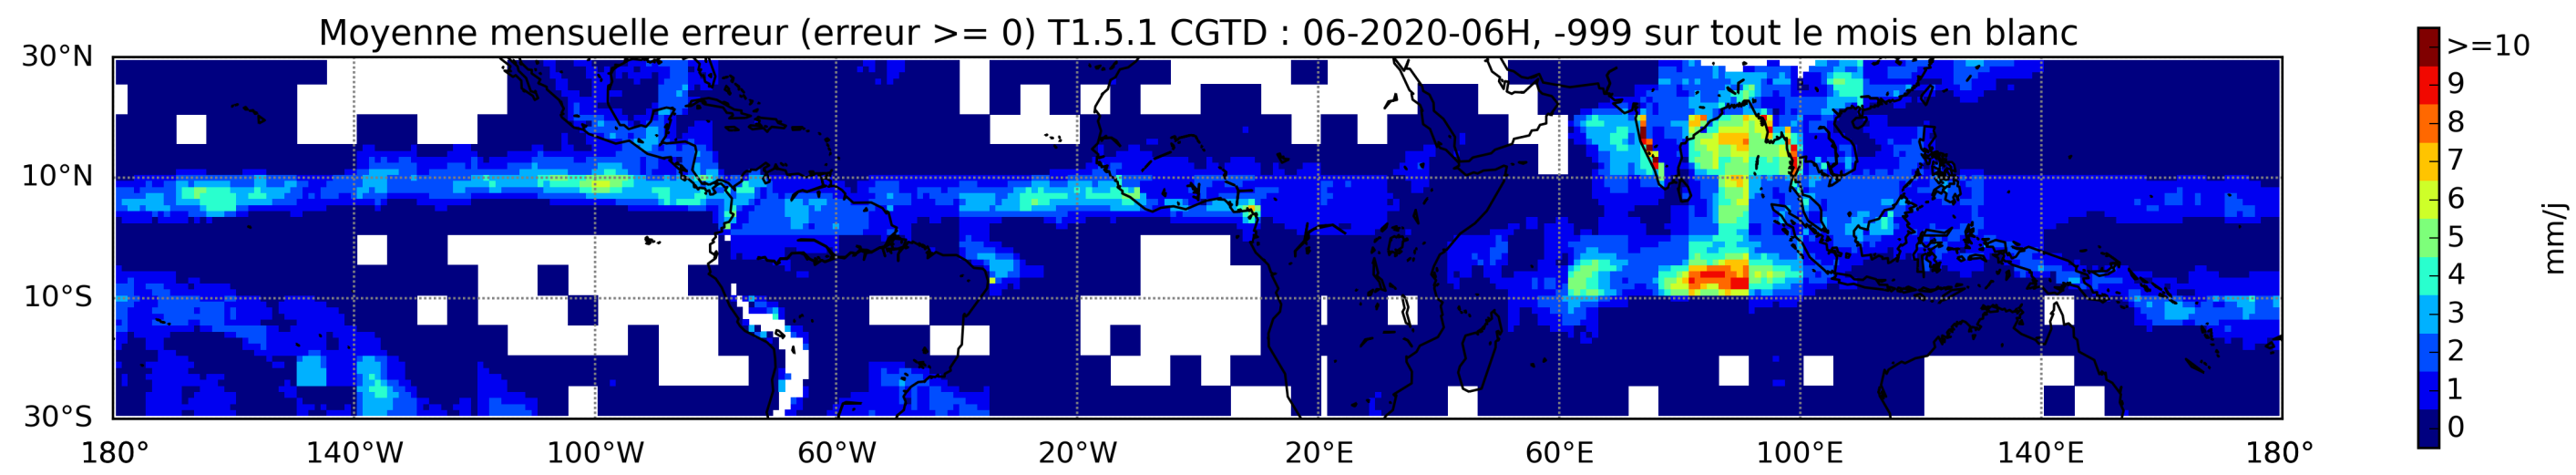 Moyenne mensuelle erreur (erreur >= 0) T1.5.1 CGTD : 06-2020-06H, -999 sur tout le mois en blanc
30°N
10°N
10°S
30°S
180° 140°W 100°W 60°W 20°W 20°E 60°E 100°E 140°E 180°
>=10
9
8
7
6
5
4
3
2
1
0
mm/j